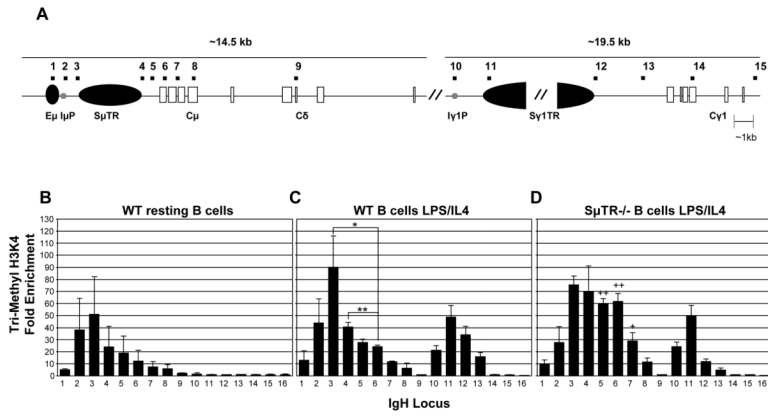 A
~14.5 kb
~19.5 kb
1 2 3 4 5 6 7 8 9 10 11 12 13 14 15
// //
Eμ IμP SμTR Cμ Cδ Iγ1P Sγ1TR Cγ1
~1kb
B C D
WT resting B cells
WT B cells LPS/IL4
SμTR-/- B cells LPS/IL4
Tri-Methyl H3K4
Fold Enrichment
130
120
110
100
90
80
70
60
50
40
30
20
10
0
*
**
++
++
+
1 2 3 4 5 6 7 8 9 10 11 12 13 14 15 16
1 2 3 4 5 6 7 8 9 10 11 12 13 14 15 16
1 2 3 4 5 6 7 8 9 10 11 12 13 14 15 16
IgH Locus